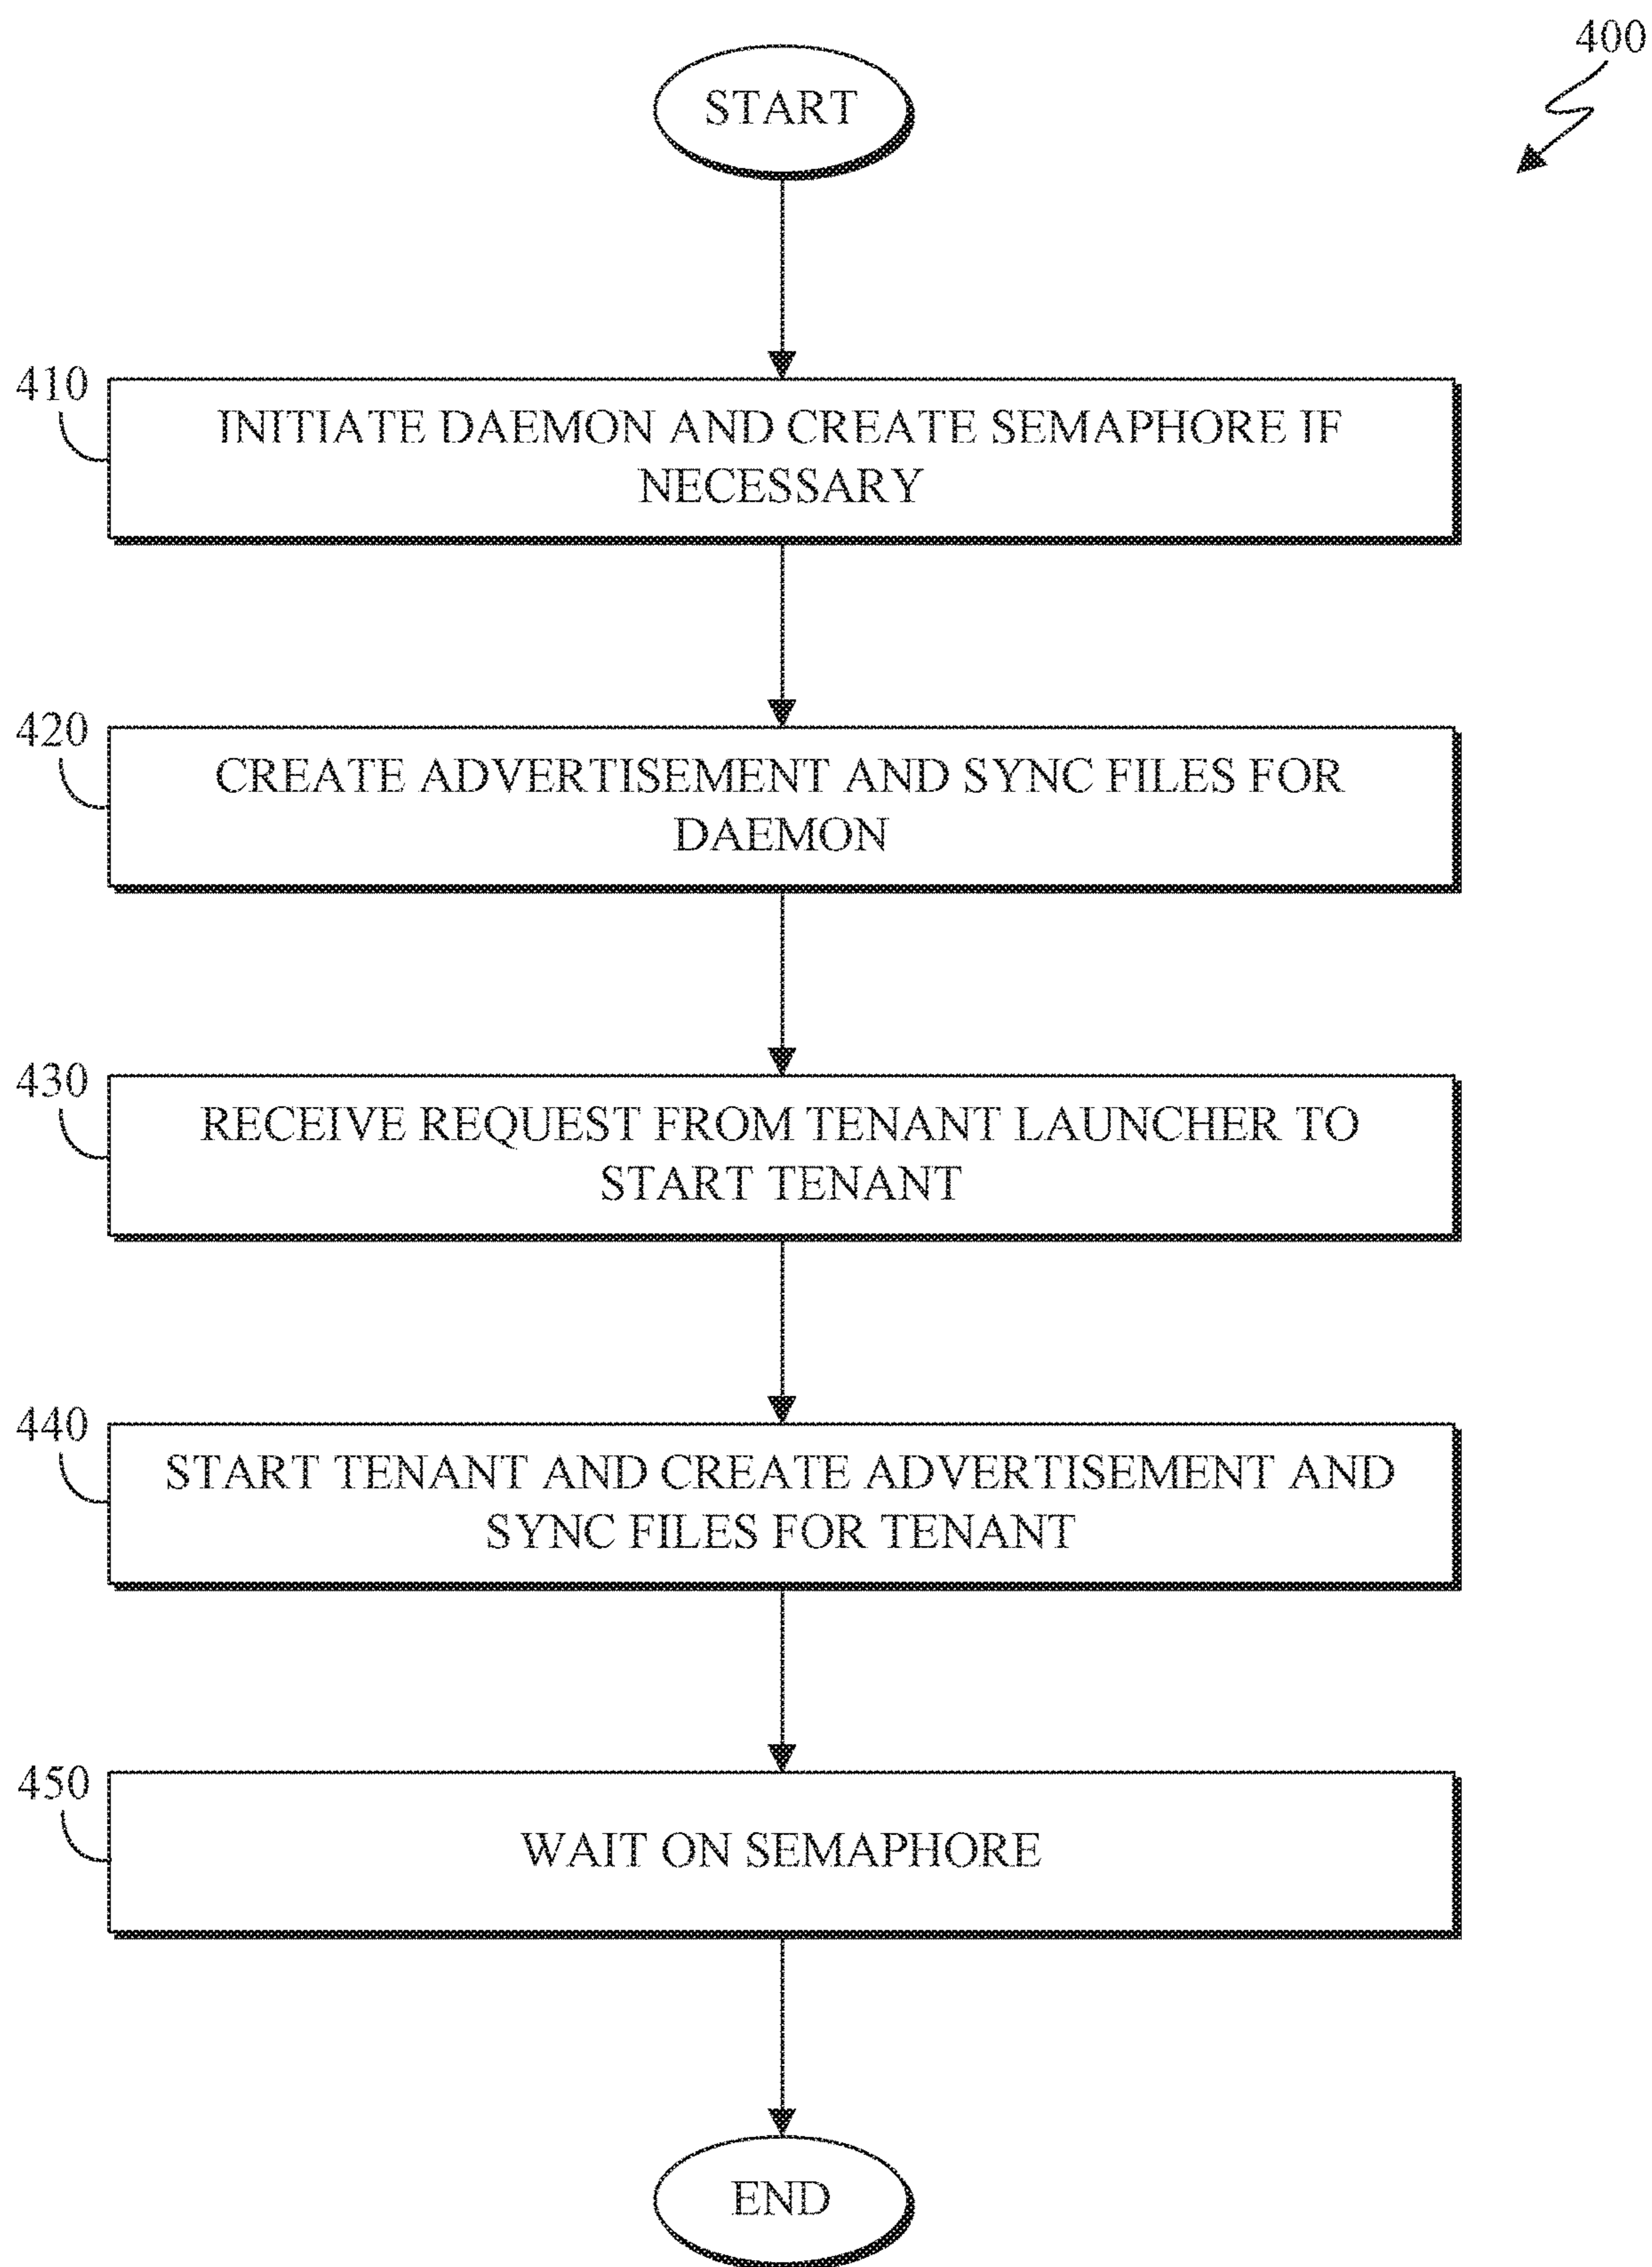 400
START
410
INITIATE DAEMON AND CREATE SEMAPHORE IF
NECESSARY
420
CREATE ADVERTISEMENT AND SYNC FILES FOR
DAEMON
430
RECEIVE REQUEST FROM TENANT LAUNCHER TO
START TENANT
440
START TENANT AND CREATE ADVERTISEMENT AND
SYNC FILES FOR TENANT
450
WAIT ON SEMAPHORE
END